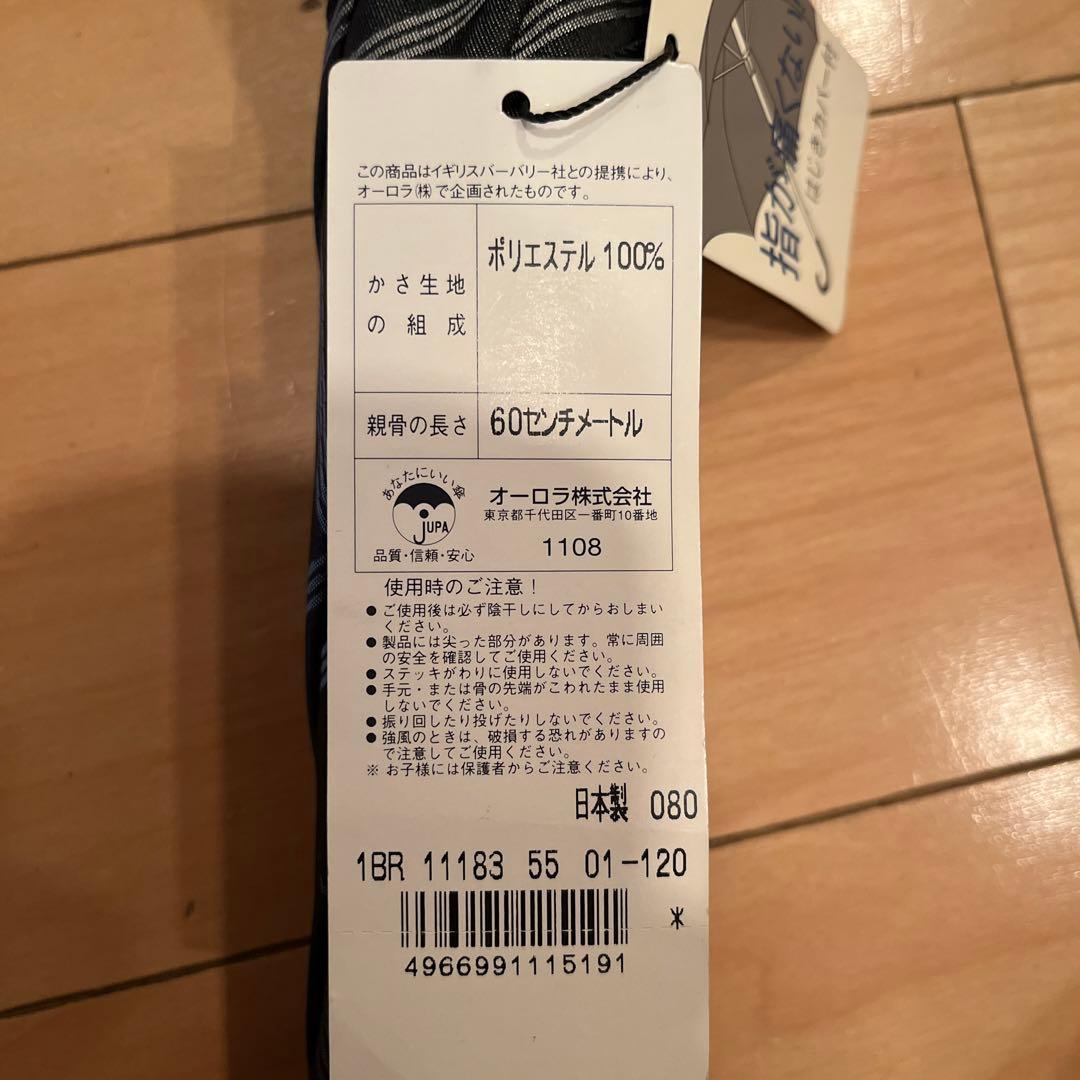 指が痛くない
はじきカバー付
この商品はイギリスバーバリー社との提携により、
オーロラ㈱で企画されたものです。
かさ生地
の組成
ポリエステル 100%
親骨の長さ
60センチメートル
あなたにいい傘
JUPA
品質・信頼・安心
オーロラ株式会社
東京都千代田区一番町10番地
1108
使用時のご注意！
● ご使用後は必ず陰干しにしてからおしまい
ください。
● 製品には尖った部分があります。常に周囲
の安全を確認してご使用ください。
● ステッキがわりに使用しないでください。
● 手元・または骨の先端がこわれたまま使用
しないでください。
● 振り回したり投げたりしないでください。
● 強風のときは、破損する恐れがありますの
で注意してご使用ください。
※ お子様には保護者からご注意ください。
日本製 080
1BR 11183 55 01-120
米
4966991115191